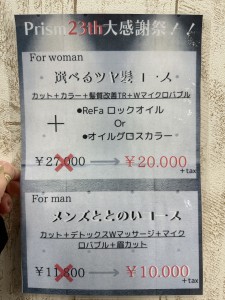 Prism23th大感謝祭！！
For woman
選べるツヤ髪コース
カット+カラー+髪質改善TR+Wマイクロバブル
+
●ReFa ロックオイル
Or
●オイルグロスカラー
¥27,000
¥20.000
+tax
For man
メンズととのいコース
カット+デトックスWマッサージ+マイク
ロバブル+眉カット
¥11,800
¥10.000
+tax